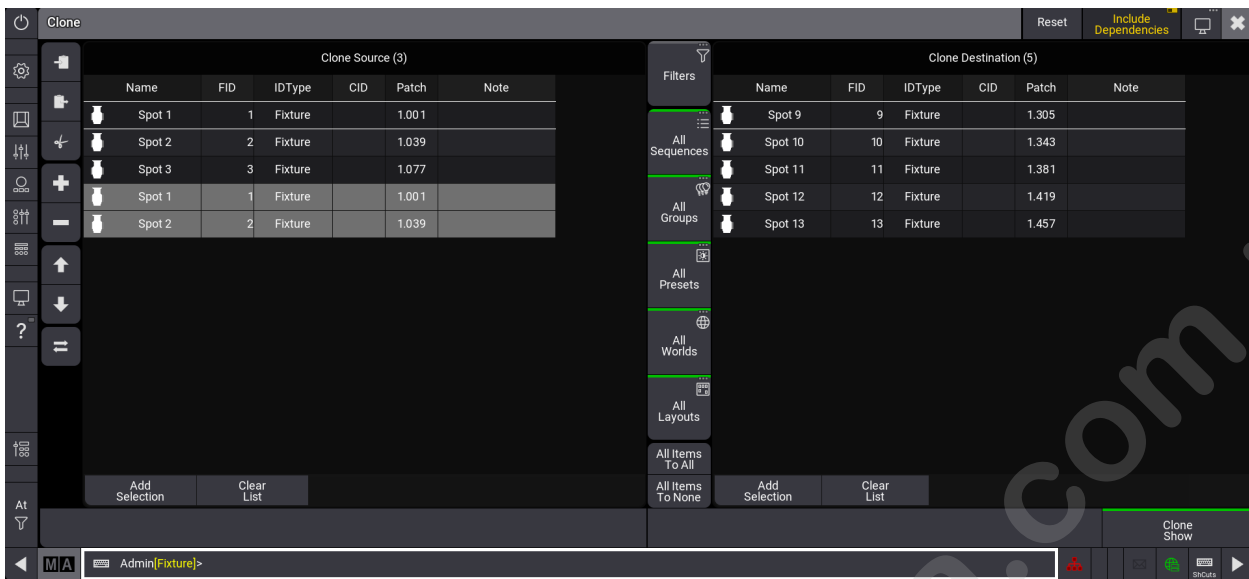 Clone
Reset
Include
Dependencies
Clone Source (3)
Name FID IDType CID Patch Note
Spot 1 1 Fixture 1.001
Spot 2 2 Fixture 1.039
Spot 3 3 Fixture 1.077
Spot 1 1 Fixture 1.001
Spot 2 2 Fixture 1.039
Add
Selection
Clear
List
Filters
All
Sequences
All
Groups
All
Presets
All
Worlds
All
Layouts
All Items
To All
All Items
To None
Clone Destination (5)
Name FID IDType CID Patch Note
Spot 9 9 Fixture 1.305
Spot 10 10 Fixture 1.343
Spot 11 11 Fixture 1.381
Spot 12 12 Fixture 1.419
Spot 13 13 Fixture 1.457
Add
Selection
Clear
List
Clone
Show
?
At
MA
Admin[Fixture]>
ShCuts
.com